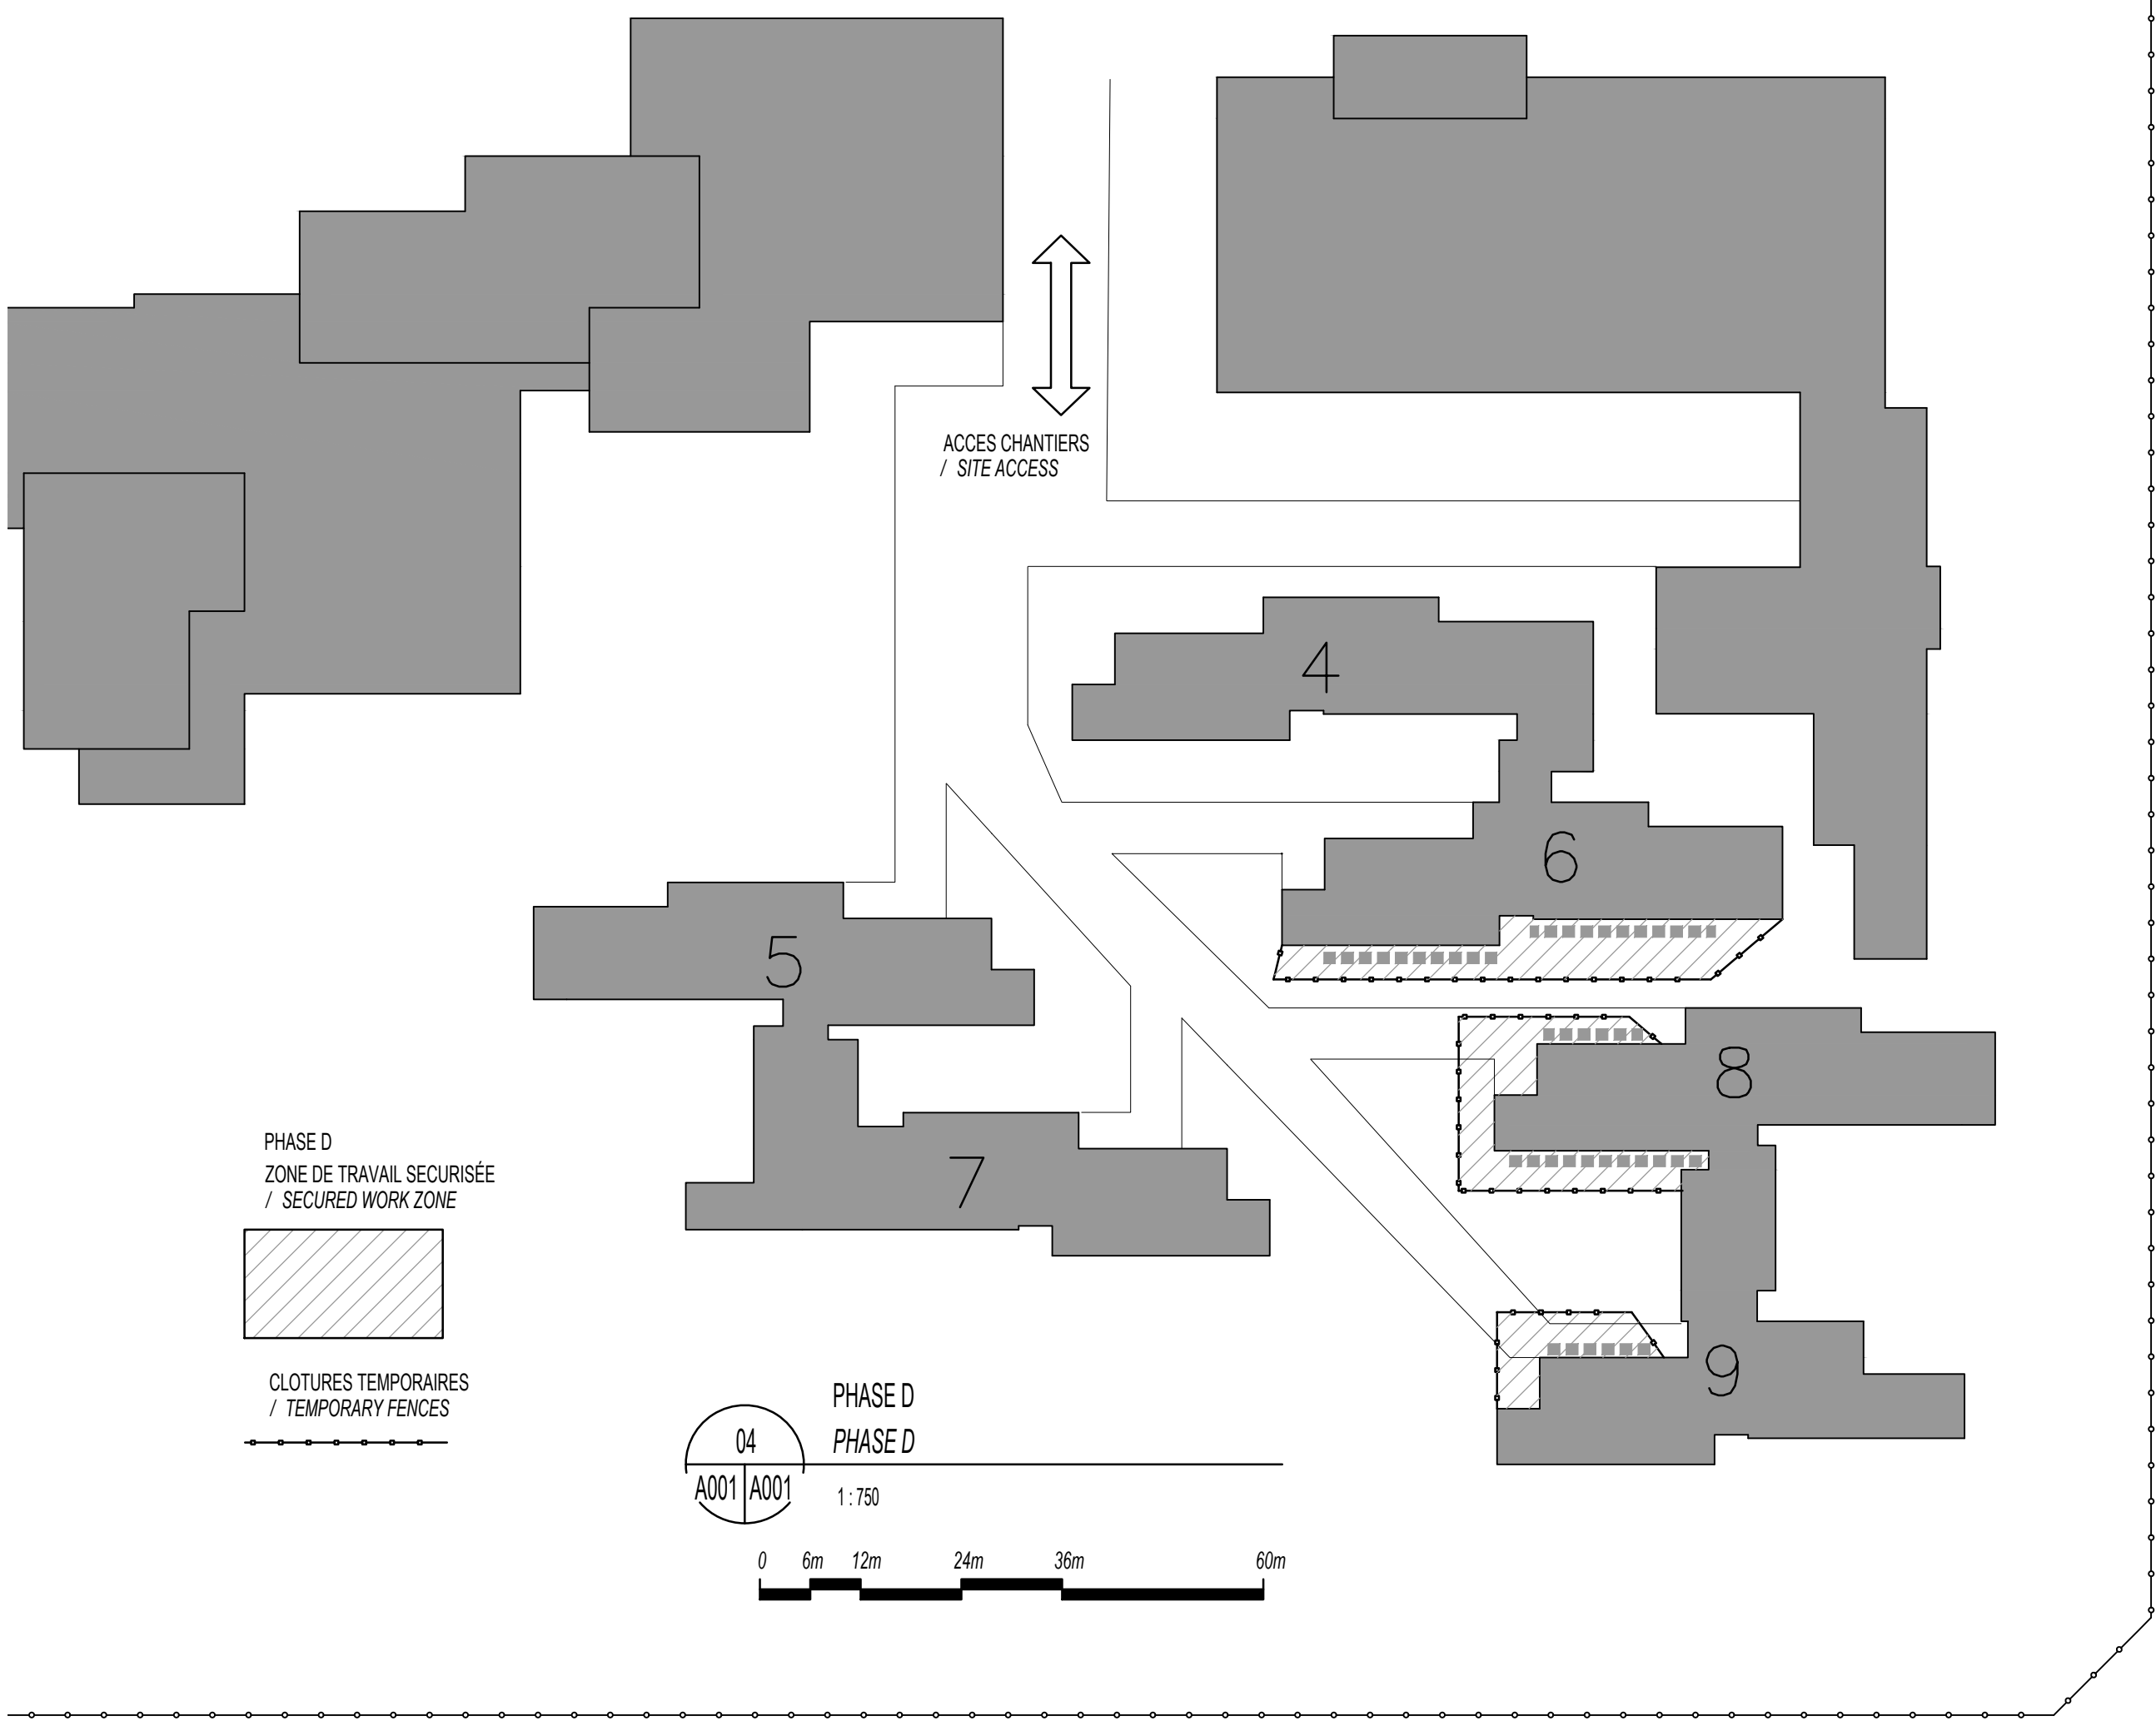 ACCES CHANTIERS
/ SITE ACCESS
4
6
5
8
7
9
PHASE D
ZONE DE TRAVAIL SECURISÉE
/ SECURED WORK ZONE
CLOTURES TEMPORAIRES
/ TEMPORARY FENCES
04
A001 A001
PHASE D
PHASE D
1 : 750
0 6m 12m 24m 36m 60m